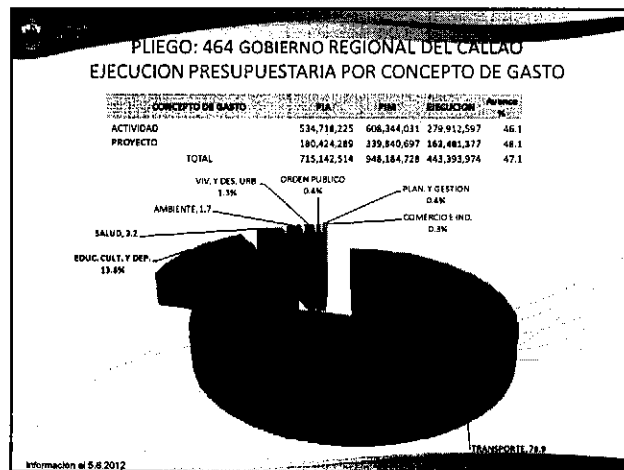 PLIEGO: 464 GOBIERNO REGIONAL DEL CALLAO
EJECUCION PRESUPUESTARIA POR CONCEPTO DE GASTO
CONCEPTO DE GASTO PIA PIM EJECUCION Avance %
ACTIVIDAD 534,718,225 608,344,031 279,912,597 46.1
PROYECTO 180,424,289 339,840,697 163,481,377 48.1
TOTAL 715,142,514 948,184,728 443,393,974 47.1
VIV. Y DES. URB 1.3%
ORDEN PUBLICO 0.4%
PLAN. Y GESTION 0.4%
AMBIENTE, 1.7
COMERCIO E IND. 0.3%
SALUD, 3.2
EDUC. CULT. Y DEP. 13.8%
TRANSPORTE, 78.9
Información el 5.6.2012